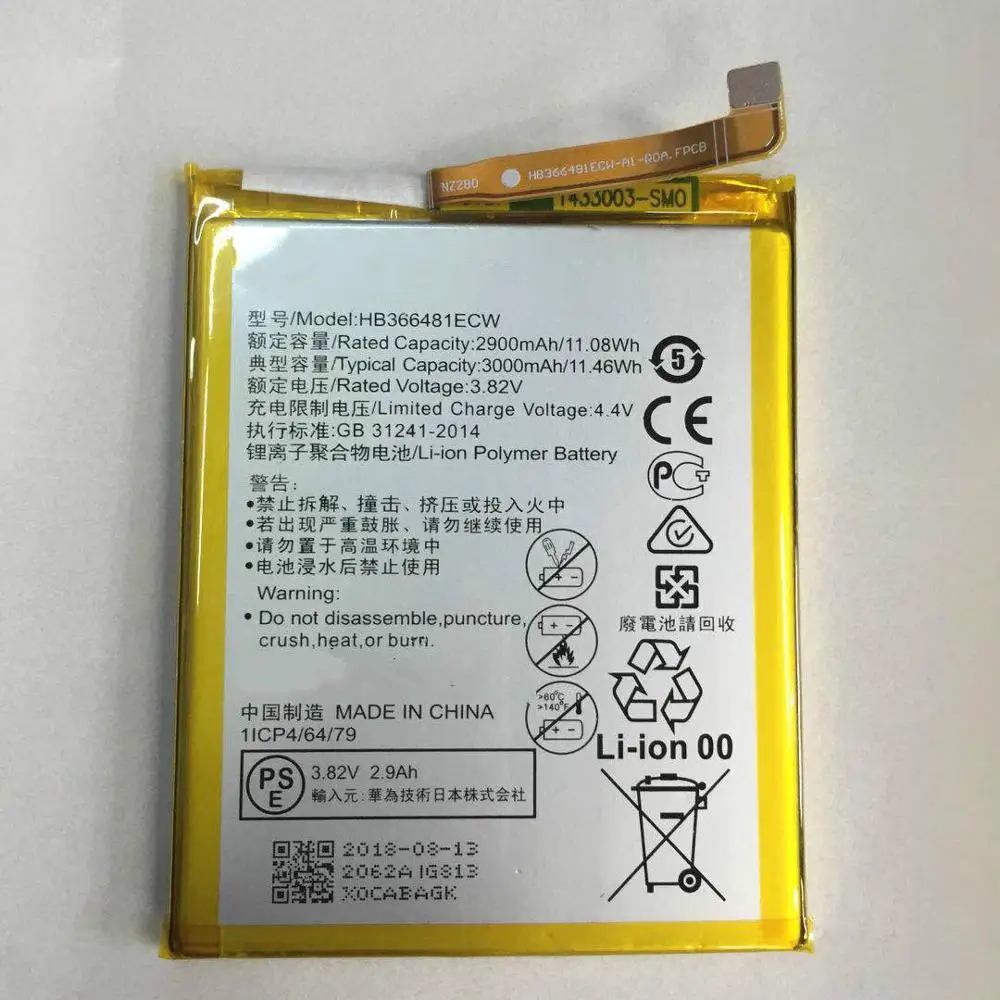 NZ280 HB366481ECW-A1-R0A.FPCB
1433003-SM0
型号/Model:HB366481ECW
额定容量/Rated Capacity:2900mAh/11.08Wh
典型容量/Typical Capacity:3000mAh/11.46Wh
额定电压/Rated Voltage:3.82V
充电限制电压/Limited Charge Voltage:4.4V
执行标准:GB 31241-2014
锂离子聚合物电池/Li-ion Polymer Battery
5
CE
PC
警告:
•禁止拆解、撞击、挤压或投入火中
•若出现严重鼓胀、请勿继续使用
•请勿置于高温环境中
•电池浸水后禁止使用
Warning:
• Do not disassemble,puncture,
crush,heat,or burn.
>60°C
>140°F
廢電池請回收
中国制造 MADE IN CHINA
1ICP4/64/79
Li-ion 00
PSE
3.82V 2.9Ah
輸入元: 華為技術日本株式会社
2018-08-13
2062AIG813
X0CABAGK